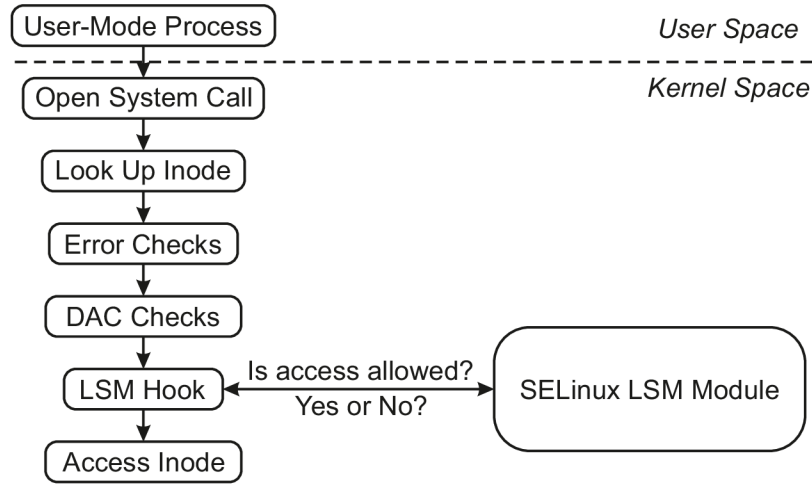 User-Mode Process
User Space
Kernel Space
Open System Call
Look Up Inode
Error Checks
DAC Checks
LSM Hook
Is access allowed?
Yes or No?
SELinux LSM Module
Access Inode